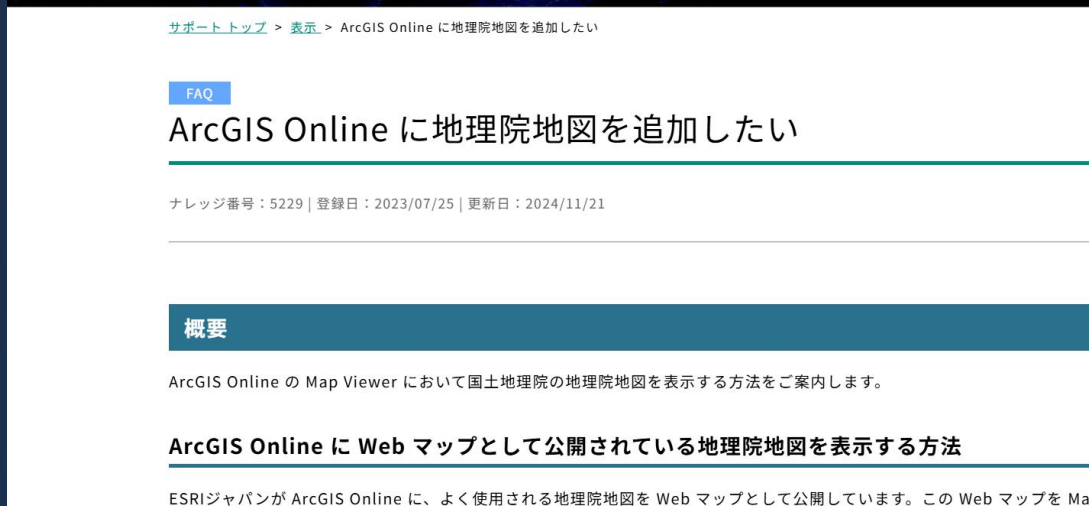 サポート トップ > 表示 > ArcGIS Online に地理院地図を追加したい
FAQ
ArcGIS Online に地理院地図を追加したい
ナレッジ番号：5229 | 登録日：2023/07/25 | 更新日：2024/11/21
概要
ArcGIS Online の Map Viewer において国土地理院の地理院地図を表示する方法をご案内します。
ArcGIS Online に Web マップとして公開されている地理院地図を表示する方法
ESRIジャパンが ArcGIS Online に、よく使用される地理院地図を Web マップとして公開しています。この Web マップを Ma